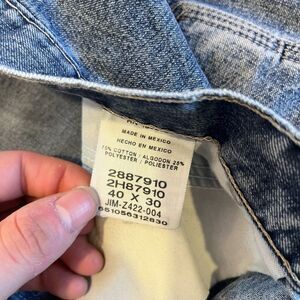 MADE IN MEXICO
HECHO EN MEXICO
75% COTTON / ALGODON 25%
POLYESTER / POLIESTER
2887910
2H87910
40 X 30
JIM-Z422-004
651056312830